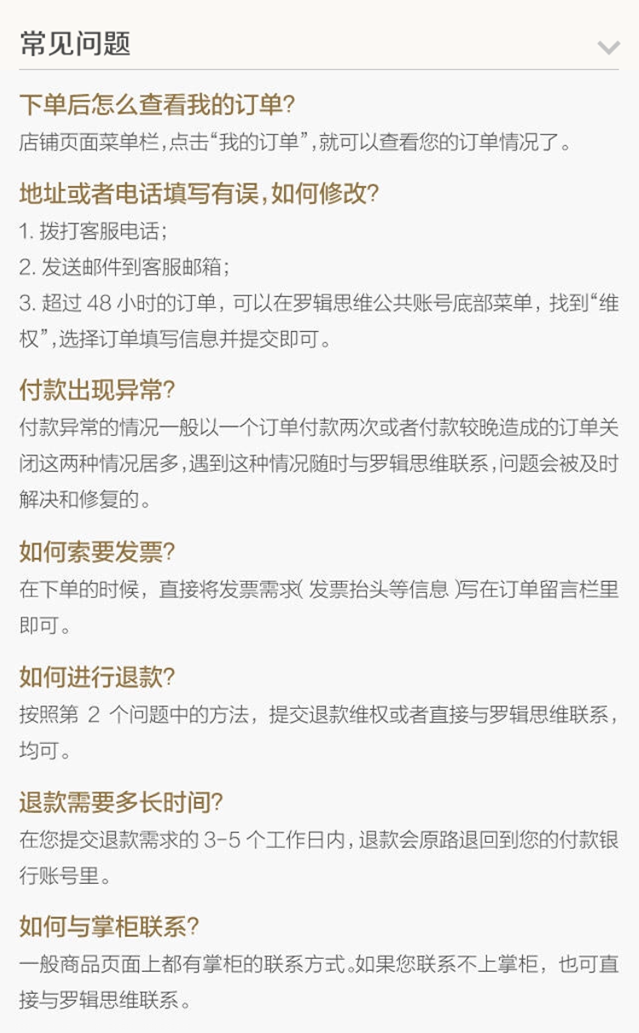 常见问题
下单后怎么查看我的订单?
店铺页面菜单栏,点击“我的订单”,就可以查看您的订单情况了。
地址或者电话填写有误,如何修改?
1. 拨打客服电话;
2. 发送邮件到客服邮箱;
3. 超过 48 小时的订单, 可以在罗辑思维公共账号底部菜单, 找到“维
权”,选择订单填写信息并提交即可。
付款出现异常?
付款异常的情况一般以一个订单付款两次或者付款较晚造成的订单关
闭这两种情况居多,遇到这种情况随时与罗辑思维联系,问题会被及时
解决和修复的。
如何索要发票?
在下单的时候, 直接将发票需求( 发票抬头等信息 )写在订单留言栏里
即可。
如何进行退款?
按照第 2 个问题中的方法, 提交退款维权或者直接与罗辑思维联系,
均可。
退款需要多长时间?
在您提交退款需求的 3-5 个工作日内, 退款会原路退回到您的付款银
行账号里。
如何与掌柜联系?
一般商品页面上都有掌柜的联系方式。如果您联系不上掌柜, 也可直
接与罗辑思维联系。